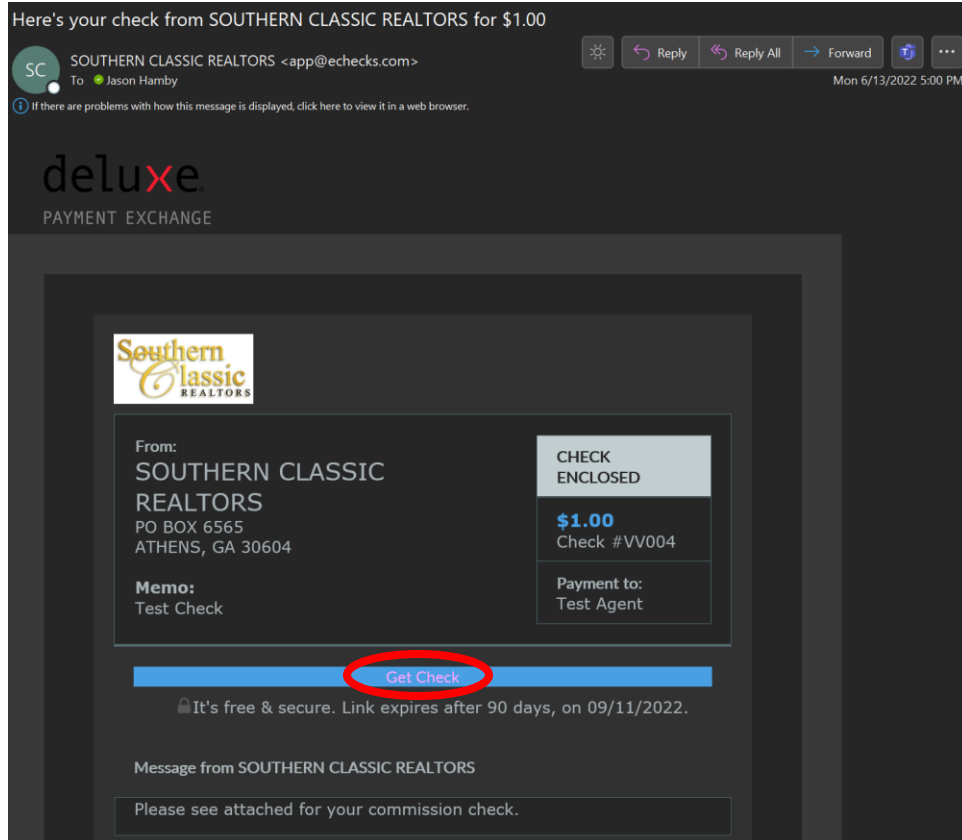 Here's your check from SOUTHERN CLASSIC REALTORS for $1.00
SC
SOUTHERN CLASSIC REALTORS <app@echecks.com>
To Jason Hamby
Reply
Reply All
Forward
Mon 6/13/2022 5:00 PM
If there are problems with how this message is displayed, click here to view it in a web browser.
deluxe.
PAYMENT EXCHANGE
Southern
Classic
REALTORS
From:
SOUTHERN CLASSIC
REALTORS
PO BOX 6565
ATHENS, GA 30604
Memo:
Test Check
CHECK
ENCLOSED
$1.00
Check #VV004
Payment to:
Test Agent
Get Check
It's free & secure. Link expires after 90 days, on 09/11/2022.
Message from SOUTHERN CLASSIC REALTORS
Please see attached for your commission check.